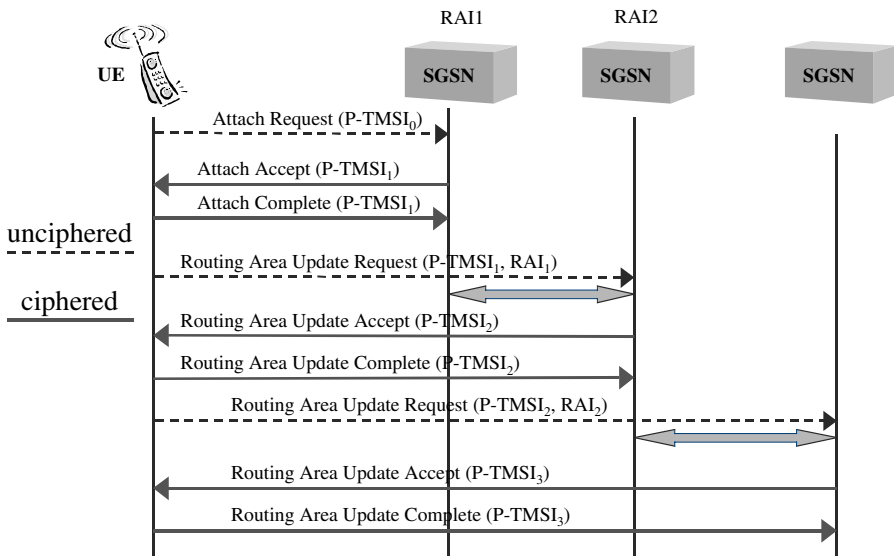 RAI1
RAI2
UE
SGSN
SGSN
SGSN
Attach Request (P-TMSI₀)
Attach Accept (P-TMSI₁)
Attach Complete (P-TMSI₁)
unciphered
Routing Area Update Request (P-TMSI₁, RAI₁)
ciphered
Routing Area Update Accept (P-TMSI₂)
Routing Area Update Complete (P-TMSI₂)
Routing Area Update Request (P-TMSI₂, RAI₂)
Routing Area Update Accept (P-TMSI₃)
Routing Area Update Complete (P-TMSI₃)